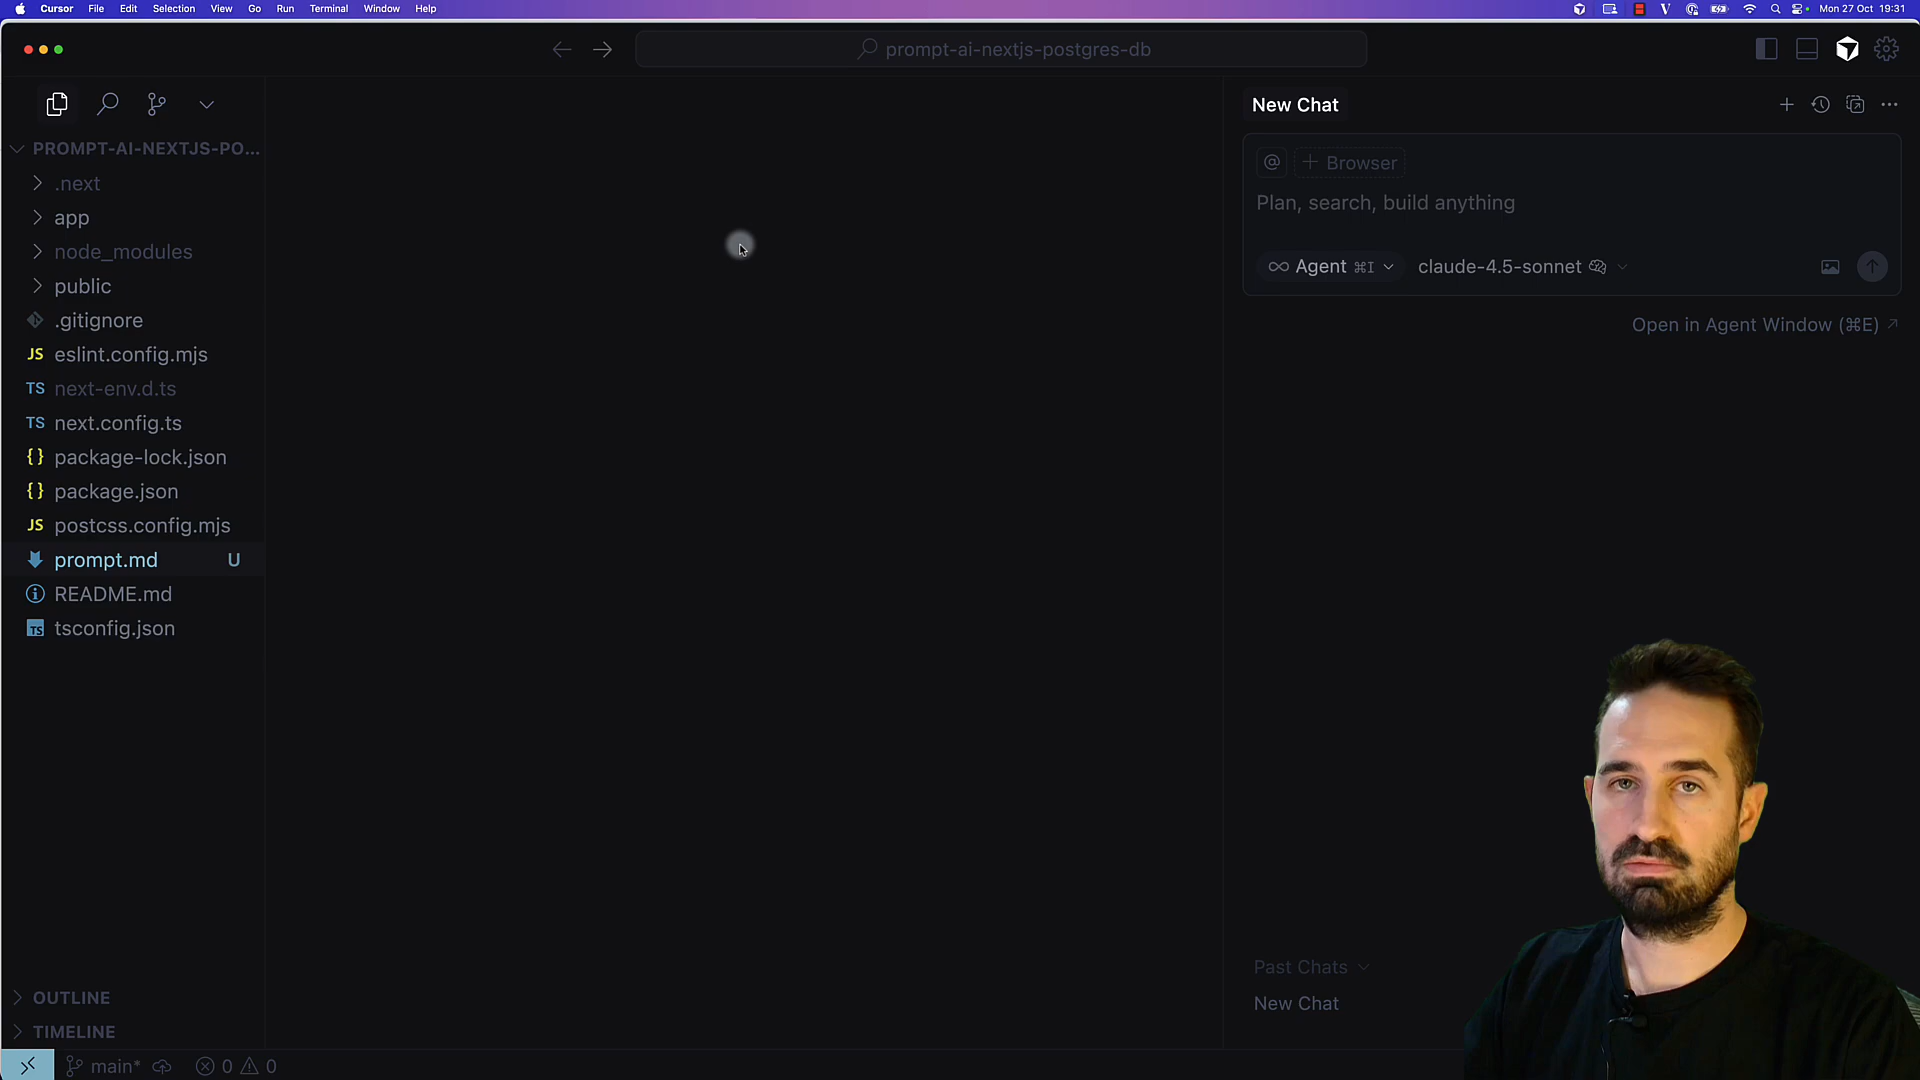 Cursor File Edit Selection View Go Run Terminal Window Help
Mon 27 Oct 19:31
prompt-ai-nextjs-postgres-db
PROMPT-AI-NEXTJS-PO...
.next
app
node_modules
public
.gitignore
JS eslint.config.mjs
TS next-env.d.ts
TS next.config.ts
{} package-lock.json
{} package.json
JS postcss.config.mjs
prompt.md U
README.md
TS tsconfig.json
OUTLINE
TIMELINE
main* 0 0
New Chat
@ + Browser
Plan, search, build anything
∞ Agent ⌘I claude-4.5-sonnet
Open in Agent Window (⌘E) ↗
Past Chats
New Chat